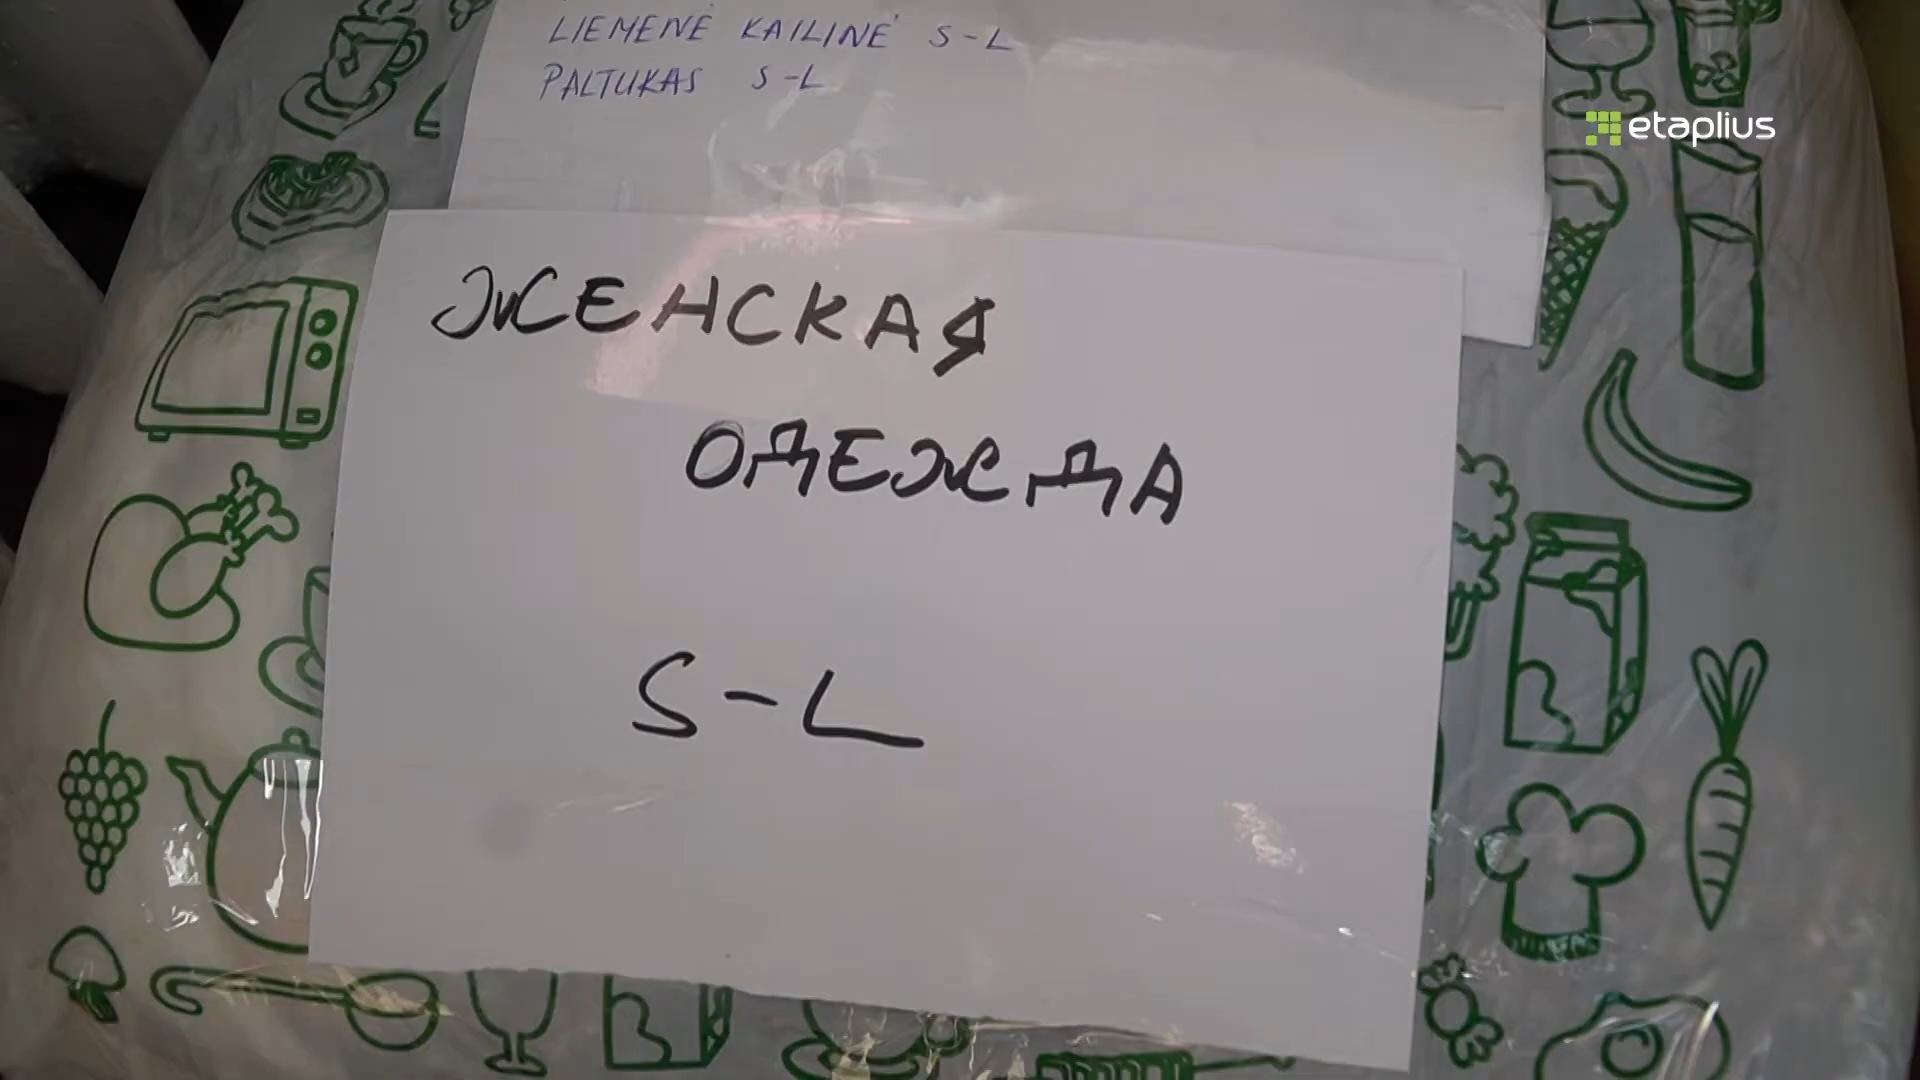 LIEMENĖ KAILINĖ S-L
PALTUKAS S-L
etaplius
ЖЕНСКАЯ
ОДЕЖДА
S-L